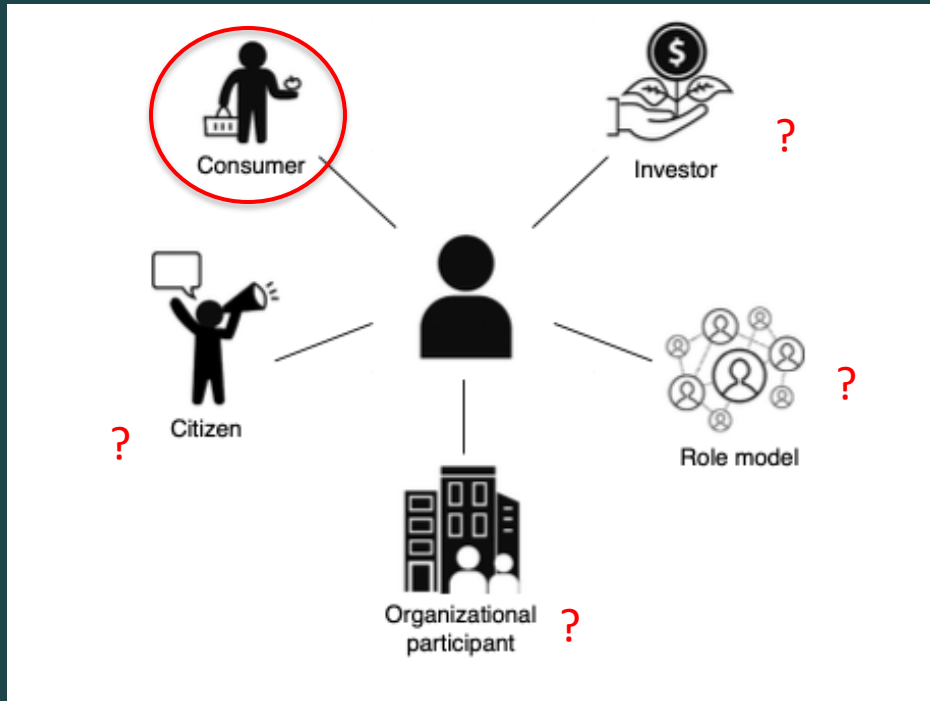 $
Consumer
Investor
?
Citizen
?
Role model
?
Organizational
participant
?